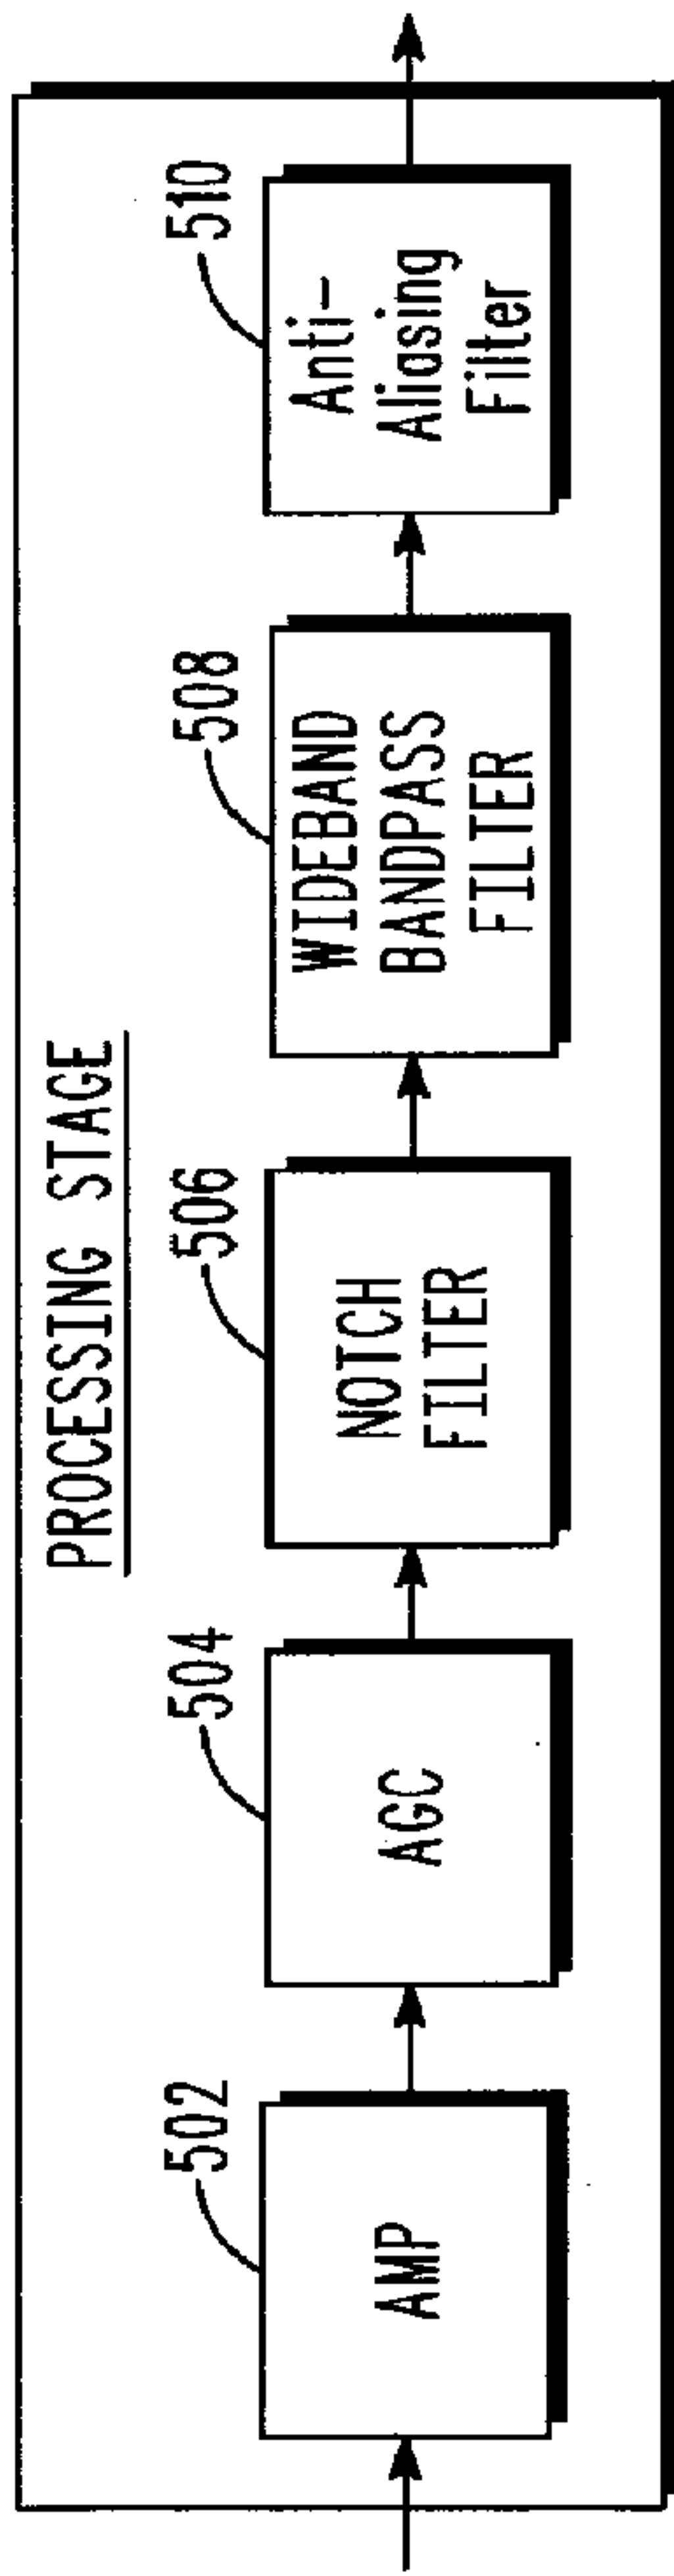 PROCESSING STAGE
502
AMP
504
AGC
506
NOTCH
FILTER
508
WIDEBAND
BANDPASS
FILTER
510
Anti-
Aliasing
Filter